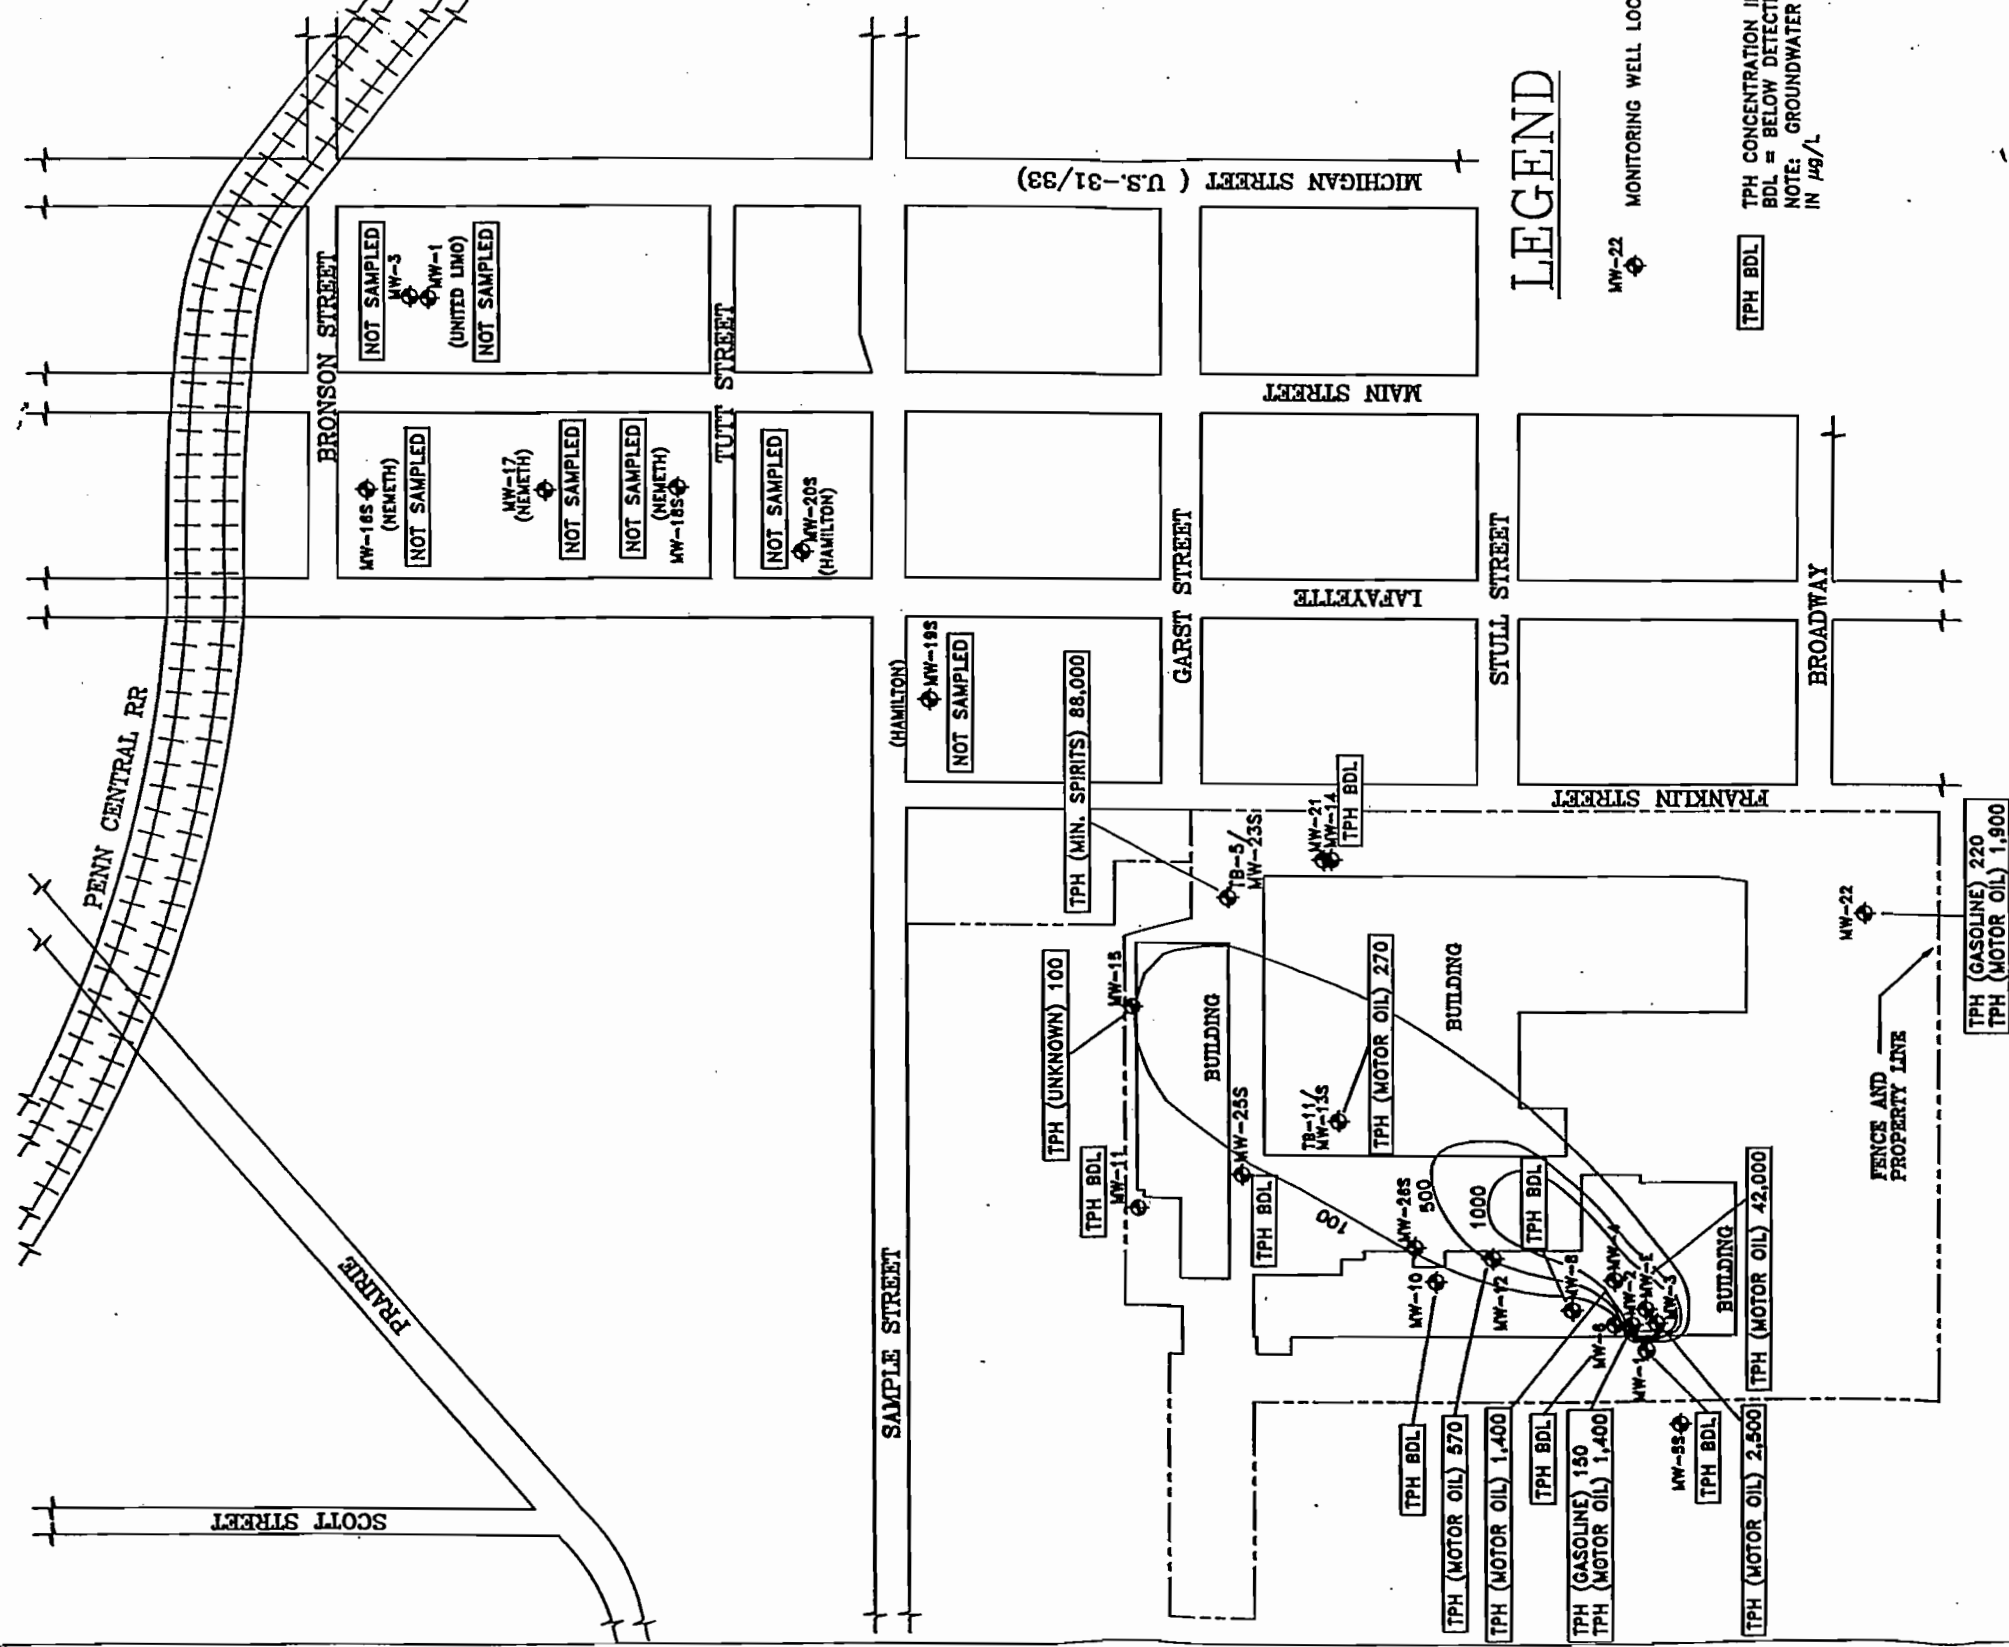 PENN CENTRAL RR
PRAIRIE
SCOTT STREET
SAMPLE STREET
BRONSON STREET
TUTT STREET
GARST STREET
STULL STREET
BROADWAY
MICHIGAN STREET ( U.S.-31/33)
MAIN STREET
LAFAYETTE
FRANKLIN STREET
NOT SAMPLED
MW-3
MW-1
(UNITED LIMO)
NOT SAMPLED
MW-16S
(NEMETH)
NOT SAMPLED
MW-17
(NEMETH)
NOT SAMPLED
NOT SAMPLED
(NEMETH)
MW-18S
NOT SAMPLED
MW-20S
(HAMILTON)
(HAMILTON)
MW-19S
NOT SAMPLED
TPH (MIN. SPIRITS) 88,000
TB-5/
MW-23S
MW-21
MW-14
TPH BDL
TPH (UNKNOWN) 100
MW-15
BUILDING
TPH BDL
MW-11
MW-25S
TPH BDL
TB-11/
MW-13S
TPH (MOTOR OIL) 270
BUILDING
100
MW-26S
500
1000
TPH BDL
MW-10
MW-12
MW-8
MW-4
MW-2
MW-E
MW-3
MW-6
MW-1
BUILDING
TPH (MOTOR OIL) 42,000
TPH BDL
TPH (MOTOR OIL) 570
TPH (MOTOR OIL) 1,400
TPH BDL
TPH (GASOLINE) 150
TPH (MOTOR OIL) 1,400
MW-5S
TPH BDL
TPH (MOTOR OIL) 2,500
MW-22
TPH (GASOLINE) 220
TPH (MOTOR OIL) 1,900
FENCE AND
PROPERTY LINE
LEGEND
MW-22
MONITORING WELL LOC
TPH BDL
TPH CONCENTRATION I
BDL = BELOW DETECTI
NOTE: GROUNDWATER
IN µg/L